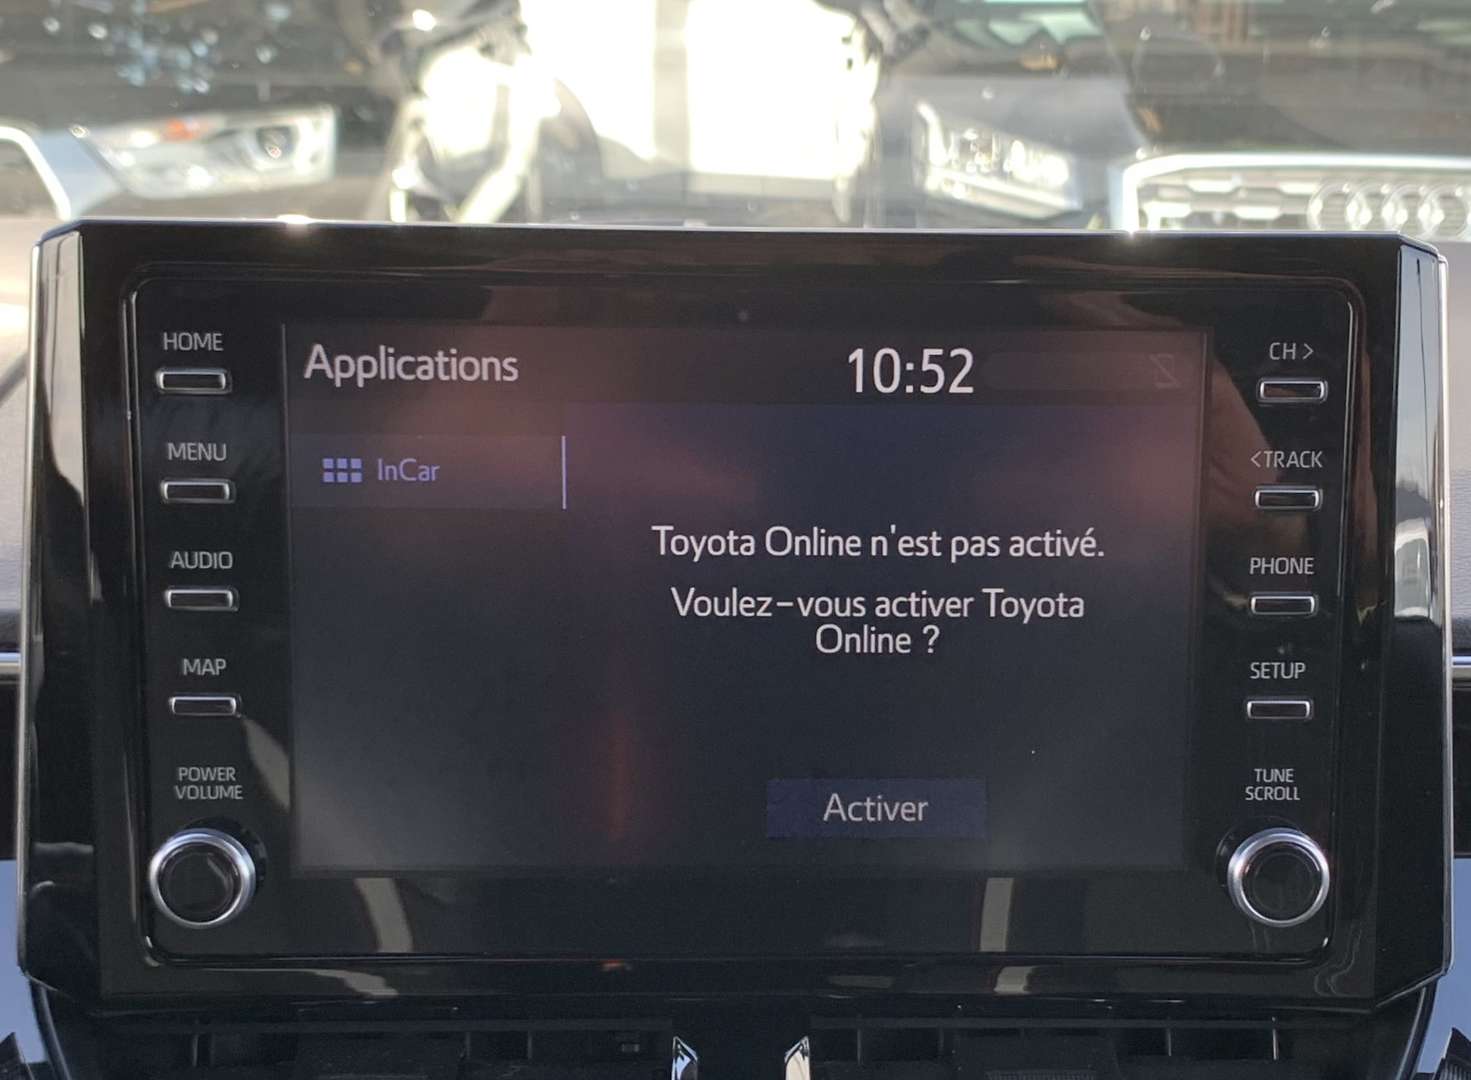 HOME
MENU
AUDIO
MAP
POWER
VOLUME
Applications
10:52
InCar
Toyota Online n'est pas activé.
Voulez-vous activer Toyota
Online ?
Activer
CH >
<TRACK
PHONE
SETUP
TUNE
SCROLL